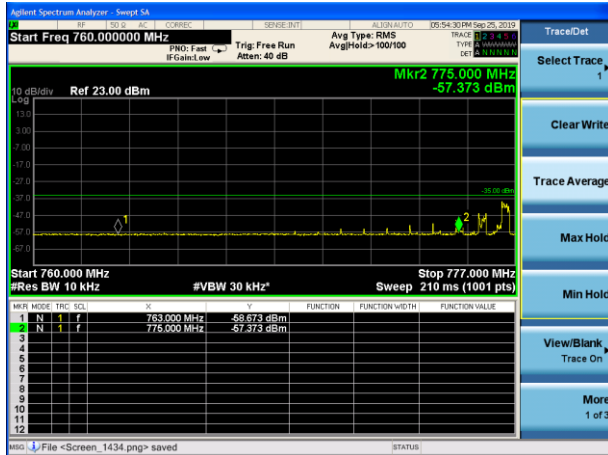 Agilent Spectrum Analyzer - Swept SA
RF 50 Ω AC CORREC SENSE:INT ALIGN AUTO 05:54:30 PM Sep 25, 2019
Start Freq 760.000000 MHz
PNO: Fast
IFGain:Low
Trig: Free Run
Atten: 40 dB
Avg Type: RMS
Avg|Hold:>100/100
TRACE 1 2 3 4 5 6
TYPE A WWWWW
DET A N N N N N
Mkr2 775.000 MHz
-57.373 dBm
10 dB/div Ref 23.00 dBm
Log
13.0
3.00
-7.00
-17.0
-27.0
-37.0
-47.0
-57.0
-67.0
-35.00 dBm
1
2
Start 760.000 MHz Stop 777.000 MHz
#Res BW 10 kHz #VBW 30 kHz* Sweep 210 ms (1001 pts)
MKR MODE TRC SCL X Y FUNCTION FUNCTION WIDTH FUNCTION VALUE
1 N 1 f 763.000 MHz -58.673 dBm
2 N 1 f 775.000 MHz -57.373 dBm
3
4
5
6
7
8
9
10
11
12
MSG File <Screen_1434.png> saved STATUS
Trace/Det
Select Trace
1
Clear Write
Trace Average
Max Hold
Min Hold
View/Blank
Trace On
More
1 of 3